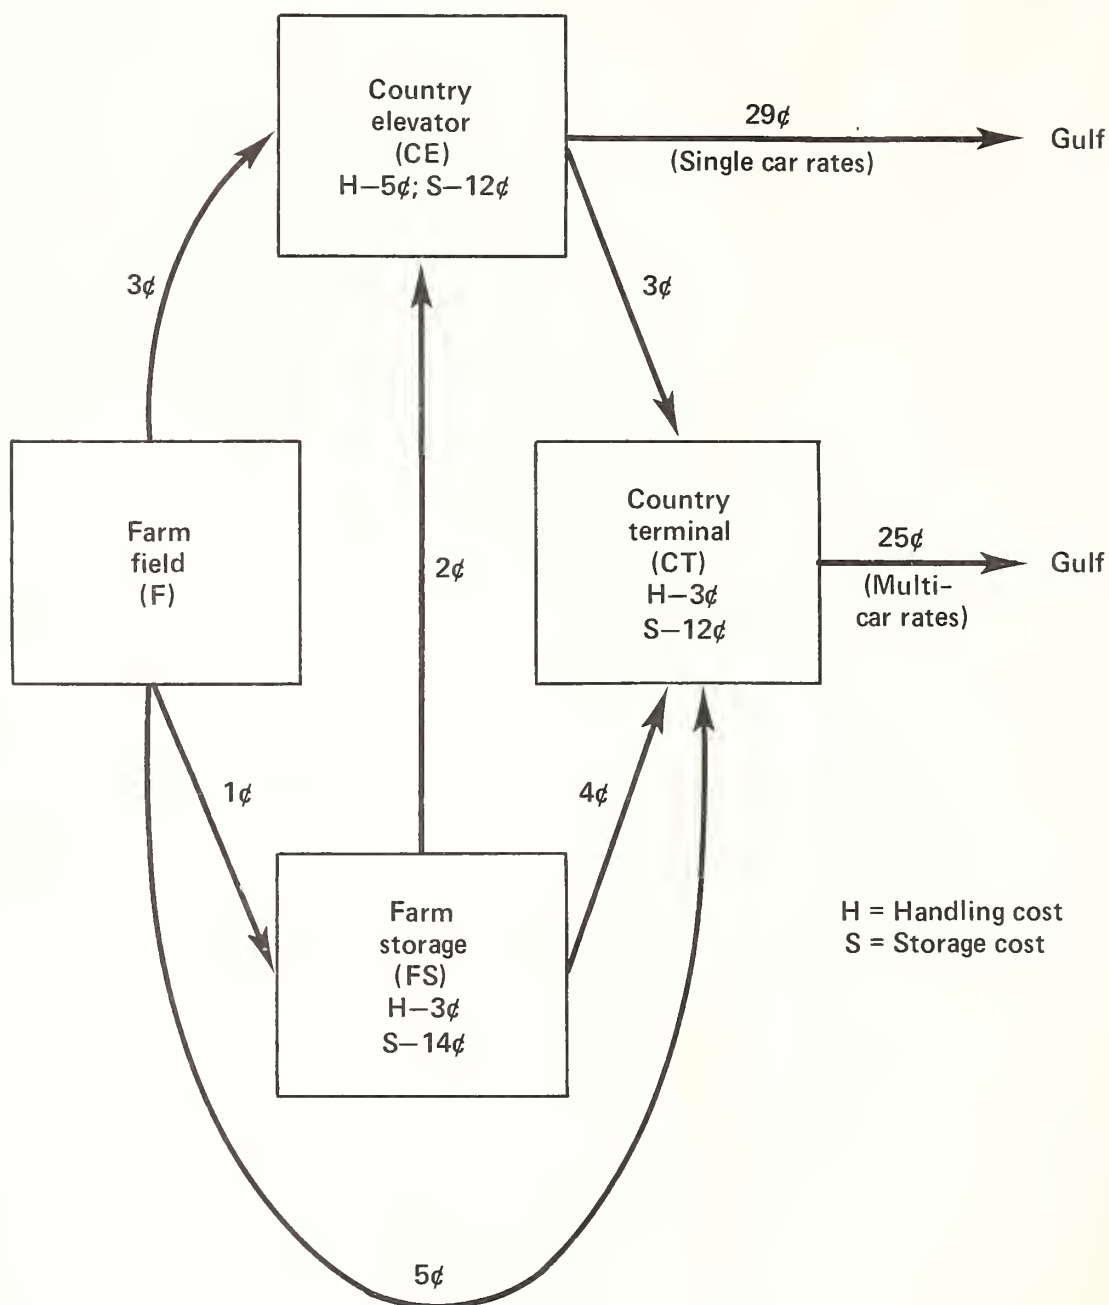 Country
elevator
(CE)
H–5¢; S–12¢
29¢
(Single car rates)
Gulf
3¢
3¢
Farm
field
(F)
2¢
Country
terminal
(CT)
H–3¢
S–12¢
25¢
(Multi-
car rates)
Gulf
1¢
4¢
Farm
storage
(FS)
H–3¢
S–14¢
H = Handling cost
S = Storage cost
5¢